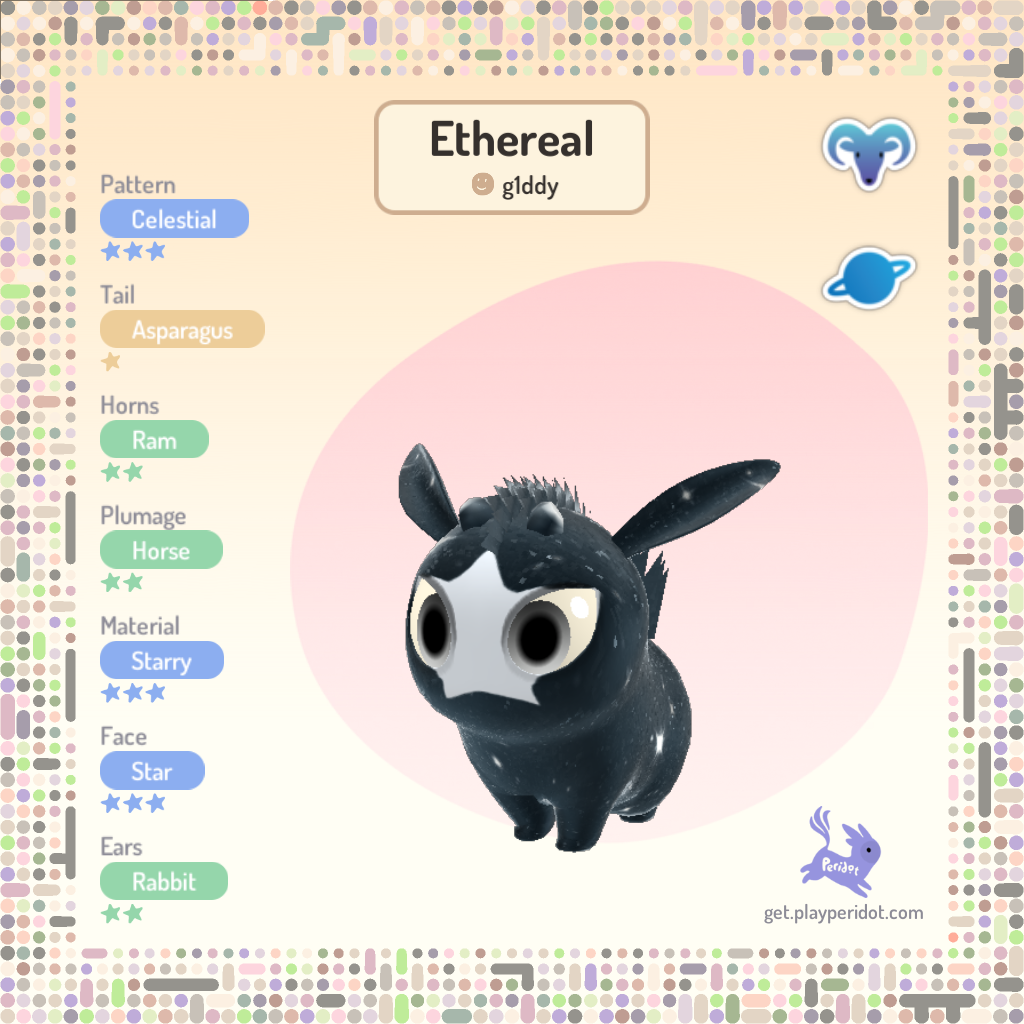 Ethereal
g1ddy
Pattern
Celestial
Tail
Asparagus
Horns
Ram
Plumage
Horse
Material
Starry
Face
Star
Ears
Rabbit
Peridot
get.playperidot.com